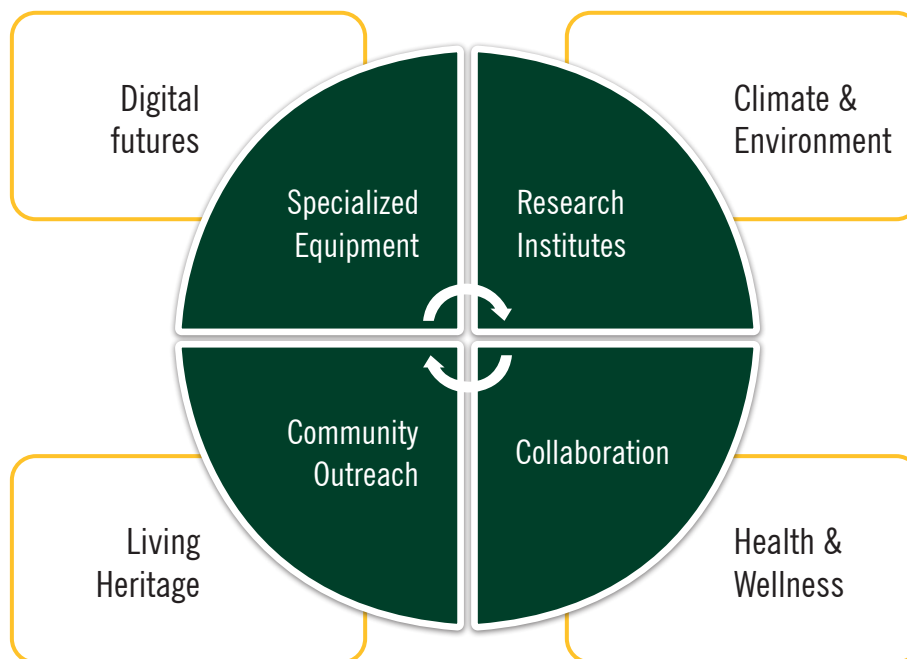 Digital
futures
Climate &
Environment
Specialized
Equipment
Research
Institutes
Community
Outreach
Collaboration
Living
Heritage
Health &
Wellness